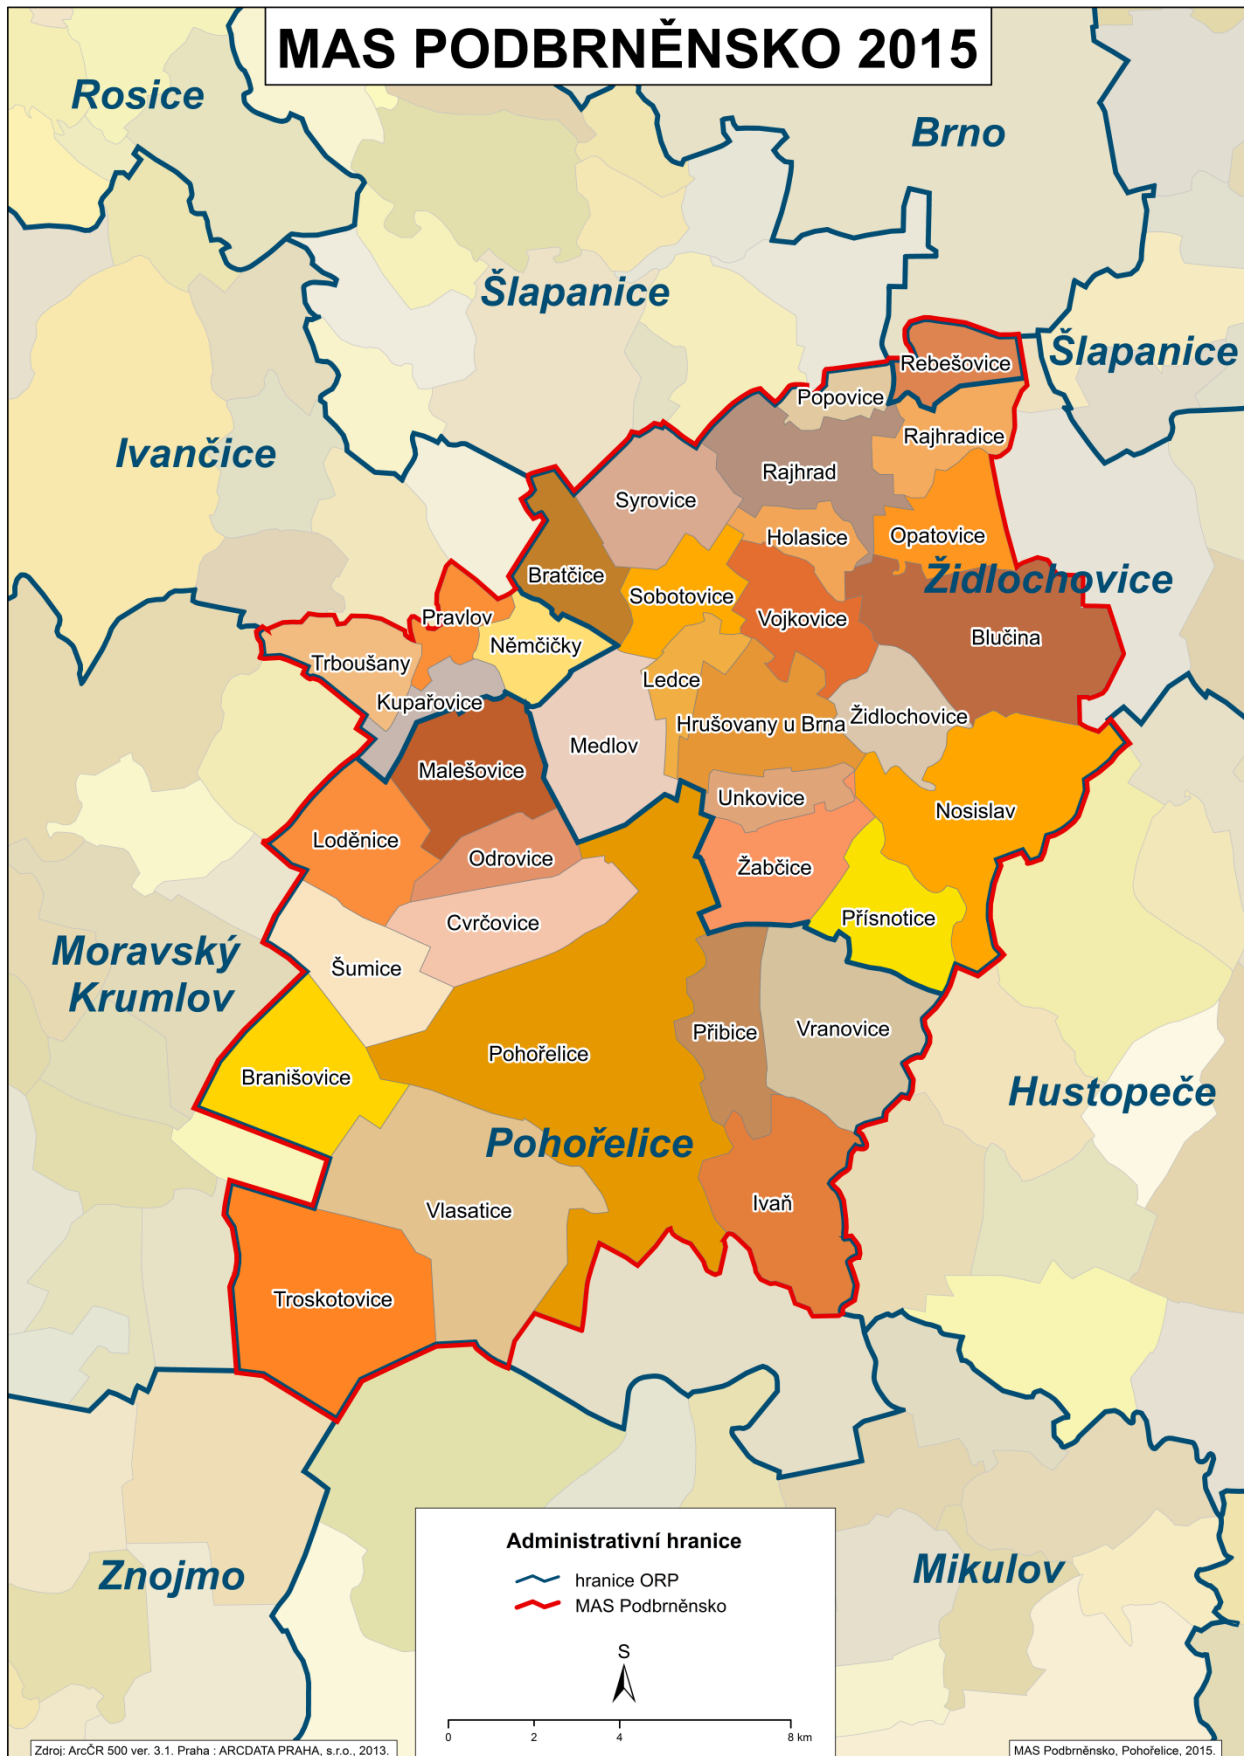 MAS PODBRNĚNSKO 2015
Rosice
Brno
Šlapanice
Šlapanice
Rebešovice
Popovice
Rajhradice
Ivančice
Rajhrad
Syrovice
Opatovice
Holasice
Bratčice
Židlochovice
Sobotovice
Pravlov
Vojkovice
Blučina
Němčičky
Trboušany
Ledce
Kupařovice
Židlochovice
Hrušovany u Brna
Medlov
Malešovice
Unkovice
Nosislav
Loděnice
Odrovice
Žabčice
Přísnotice
Cvrčovice
Moravský
Krumlov
Šumice
Přibice
Vranovice
Pohořelice
Branišovice
Hustopeče
Pohořelice
Ivaň
Vlasatice
Troskotovice
Znojmo
Mikulov
Administrativní hranice
hranice ORP
MAS Podbrněnsko
S
0 2 4 8 km
Zdroj: ArcČR 500 ver. 3.1. Praha : ARCDATA PRAHA, s.r.o., 2013.
MAS Podbrněnsko, Pohořelice, 2015.